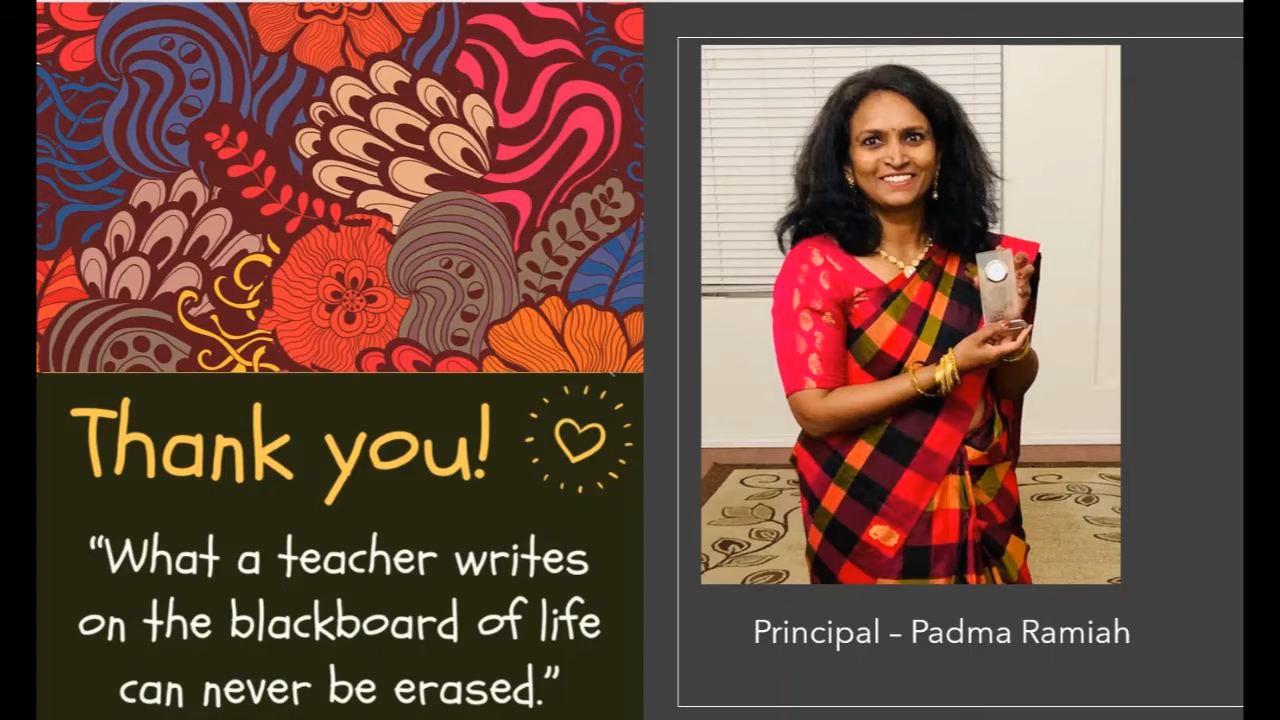 Thank you!
“What a teacher writes
on the blackboard of life
can never be erased.”
Principal – Padma Ramiah